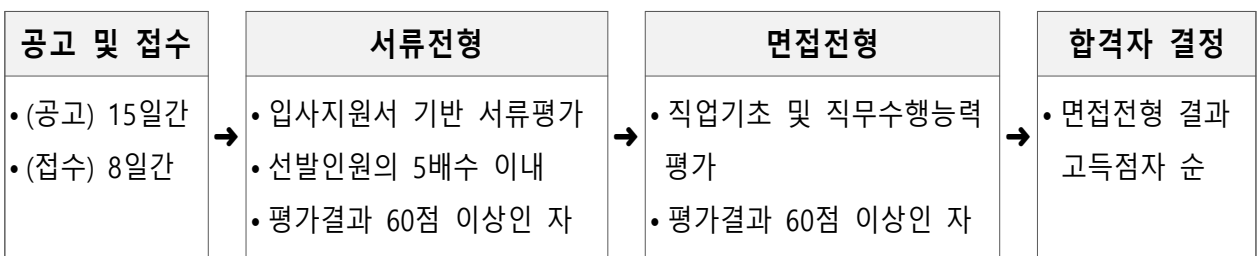 공고 및 접수
• (공고) 15일간
• (접수) 8일간
➜
서류전형
• 입사지원서 기반 서류평가
• 선발인원의 5배수 이내
• 평가결과 60점 이상인 자
➜
면접전형
• 직업기초 및 직무수행능력
평가
• 평가결과 60점 이상인 자
➜
합격자 결정
• 면접전형 결과
고득점자 순